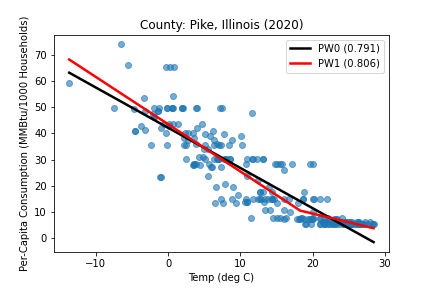 County: Pike, Illinois (2020)
Per-Capita Consumption (MMBtu/1000 Households)
70
60
50
40
30
20
10
0
PW0 (0.791)
PW1 (0.806)
−10
0
10
20
30
Temp (deg C)